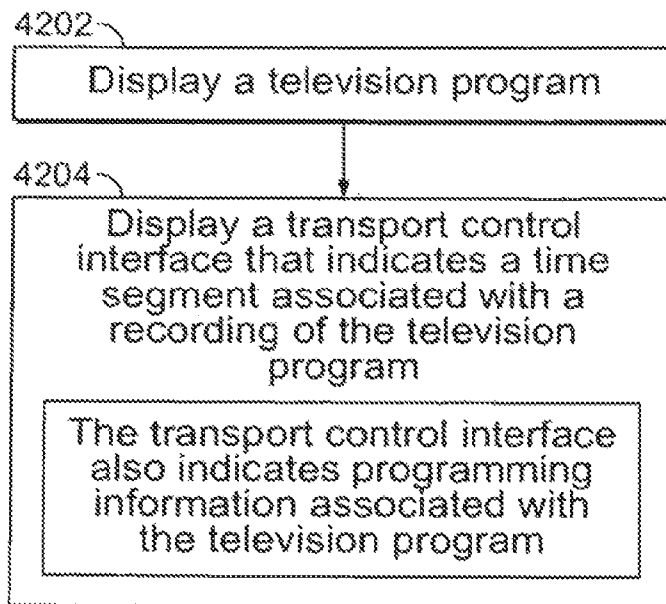 4202
Display a television program
4204
Display a transport control
interface that indicates a time
segment associated with a
recording of the television
program
The transport control interface
also indicates programming
information associated with
the television program